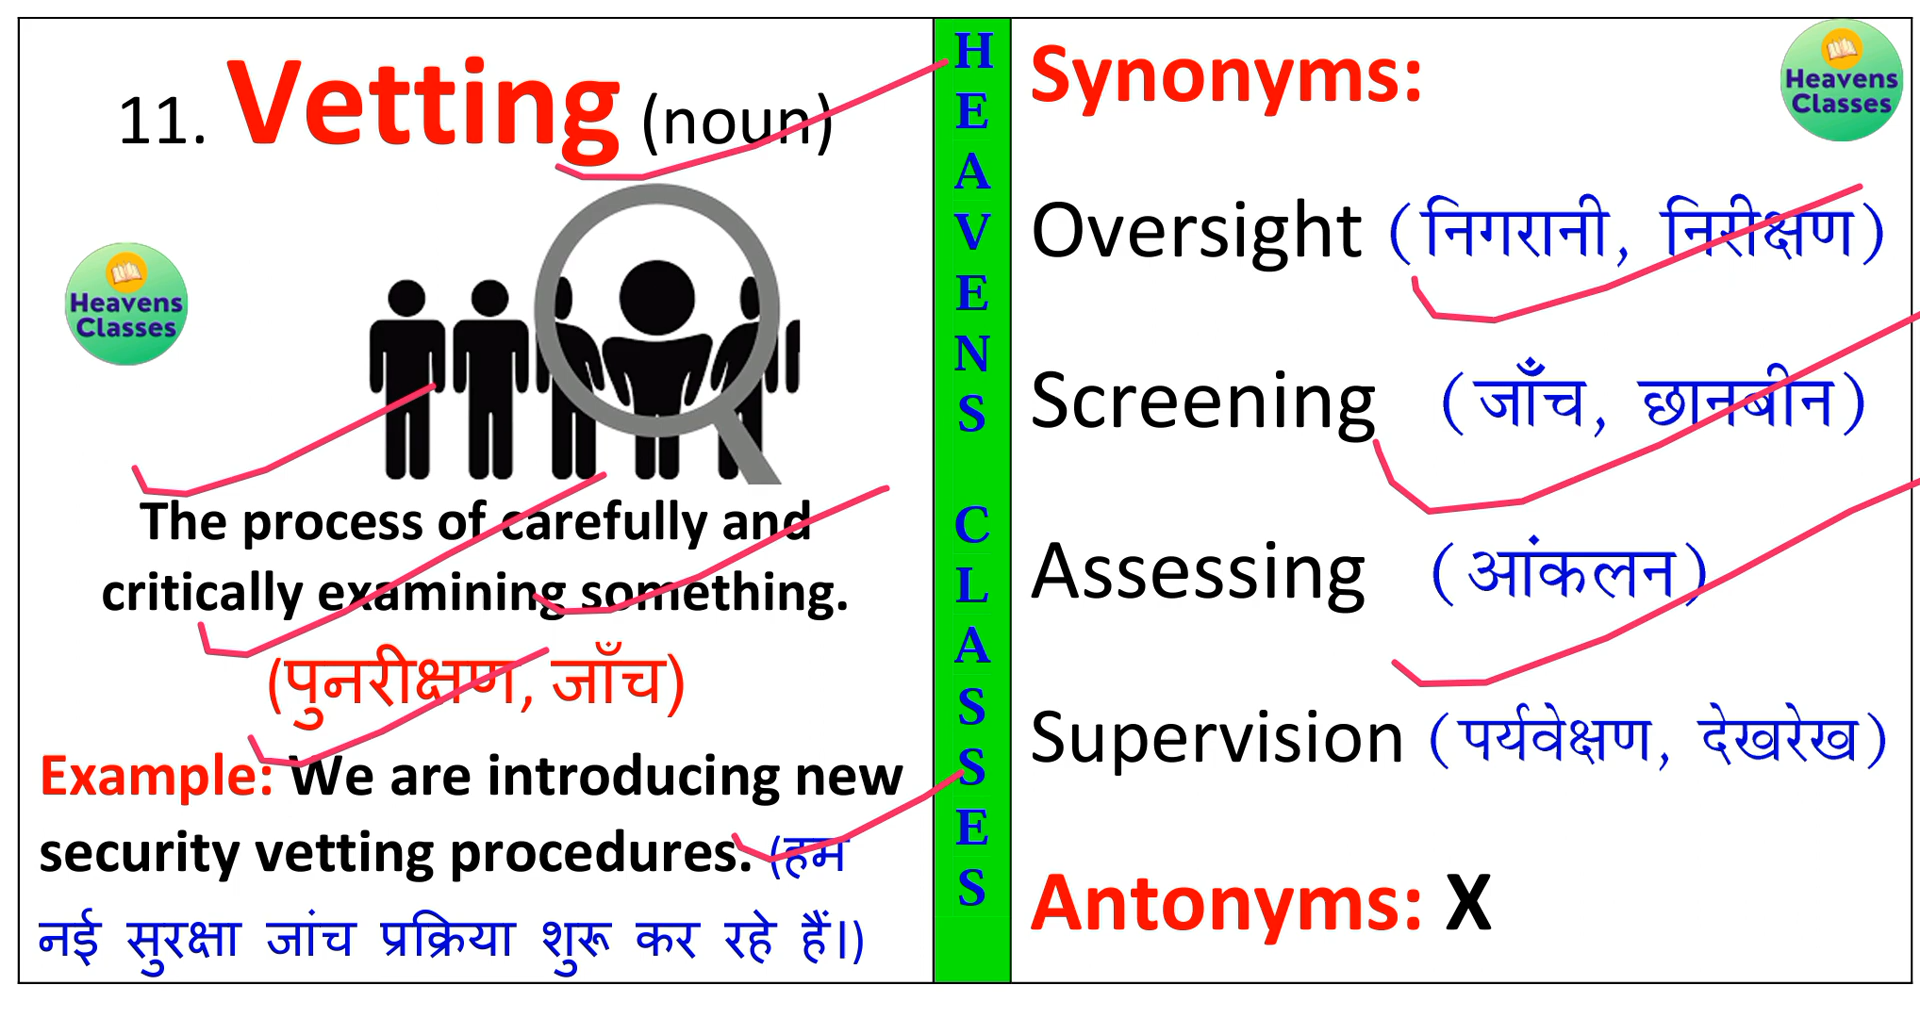 11. Vetting (noun)
Heavens
Classes
The process of carefully and
critically examining something.
(पुनरीक्षण, जाँच)
Example: We are introducing new
security vetting procedures. (हम
नई सुरक्षा जांच प्रक्रिया शुरू कर रहे हैं।)
HEAVENS CLASSES
Synonyms:
Heavens
Classes
Oversight (निगरानी, निरीक्षण)
Screening (जाँच, छानबीन)
Assessing (आंकलन)
Supervision (पर्यवेक्षण, देखरेख)
Antonyms: X